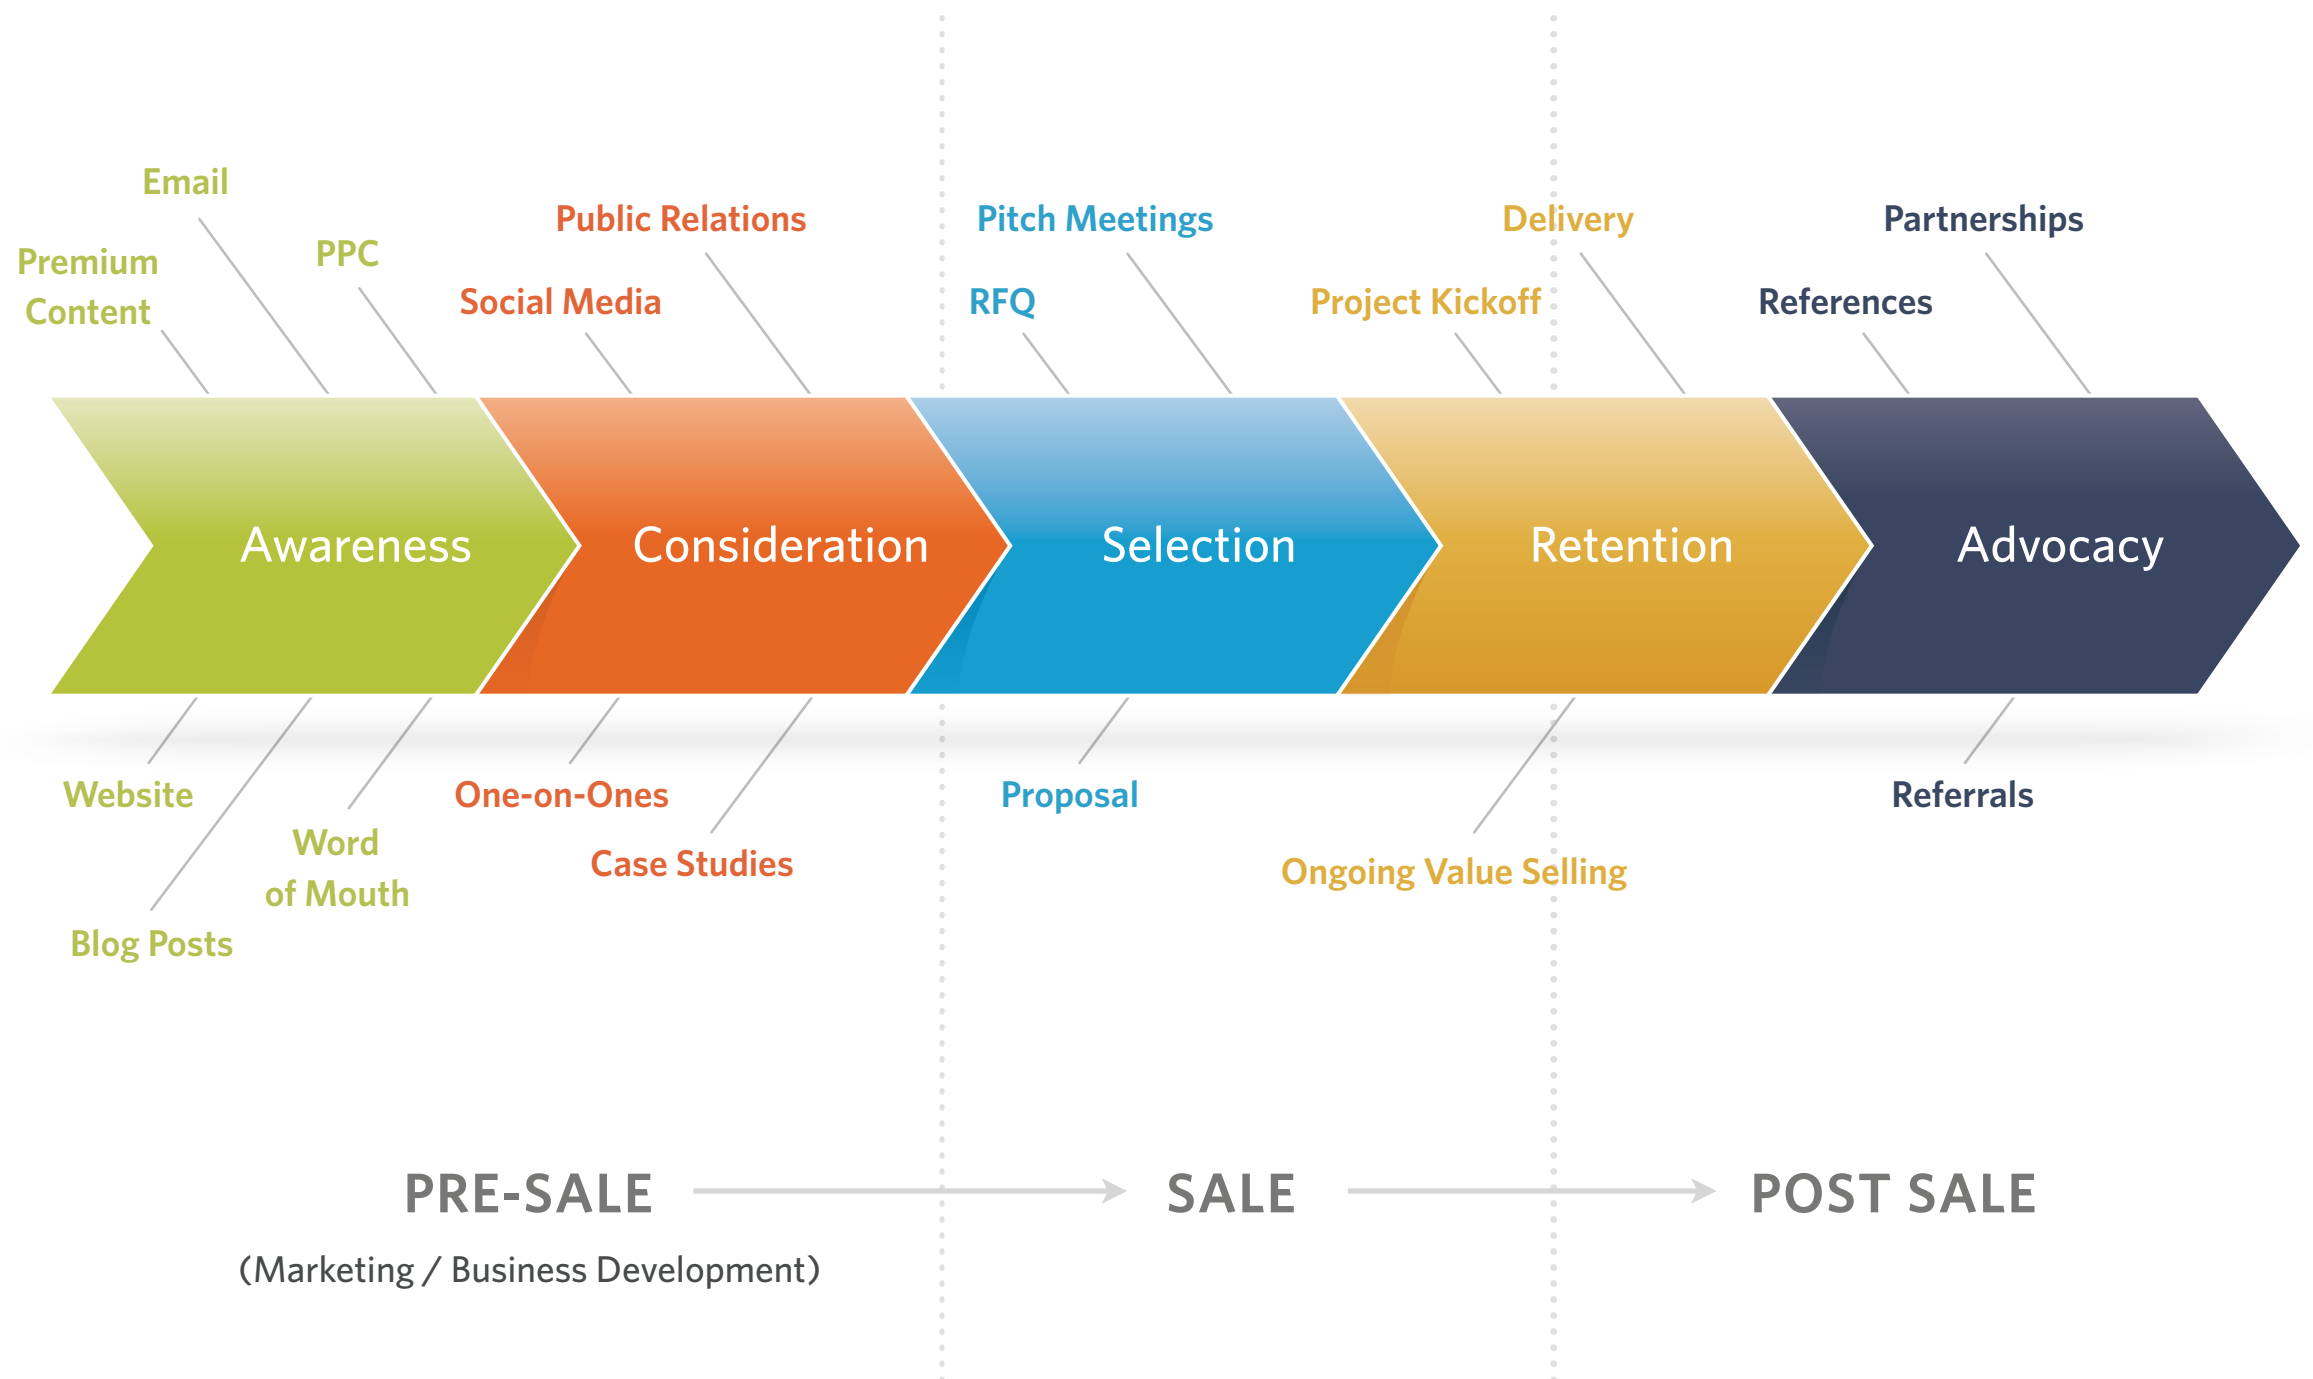 Email
Premium
Content
PPC
Public Relations
Social Media
Pitch Meetings
RFQ
Delivery
Project Kickoff
Partnerships
References
Awareness
Consideration
Selection
Retention
Advocacy
Website
Blog Posts
Word
of Mouth
One-on-Ones
Case Studies
Proposal
Ongoing Value Selling
Referrals
PRE-SALE
(Marketing / Business Development)
SALE
POST SALE